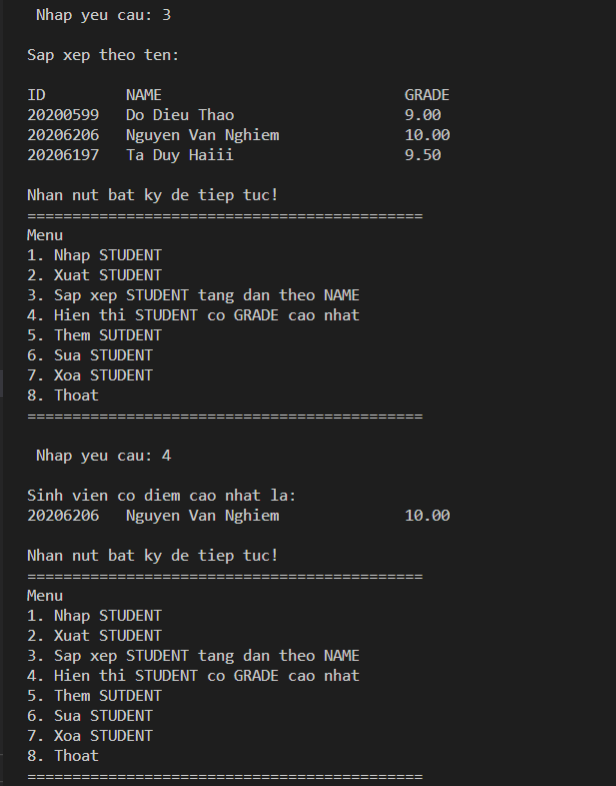 Nhap yeu cau: 3
Sap xep theo ten:
ID NAME GRADE
20200599 Do Dieu Thao 9.00
20206206 Nguyen Van Nghiem 10.00
20206197 Ta Duy Haiii 9.50
Nhan nut bat ky de tiep tuc!
============================================
Menu
1. Nhap STUDENT
2. Xuat STUDENT
3. Sap xep STUDENT tang dan theo NAME
4. Hien thi STUDENT co GRADE cao nhat
5. Them SUTDENT
6. Sua STUDENT
7. Xoa STUDENT
8. Thoat
============================================
Nhap yeu cau: 4
Sinh vien co diem cao nhat la:
20206206 Nguyen Van Nghiem 10.00
Nhan nut bat ky de tiep tuc!
============================================
Menu
1. Nhap STUDENT
2. Xuat STUDENT
3. Sap xep STUDENT tang dan theo NAME
4. Hien thi STUDENT co GRADE cao nhat
5. Them SUTDENT
6. Sua STUDENT
7. Xoa STUDENT
8. Thoat
============================================